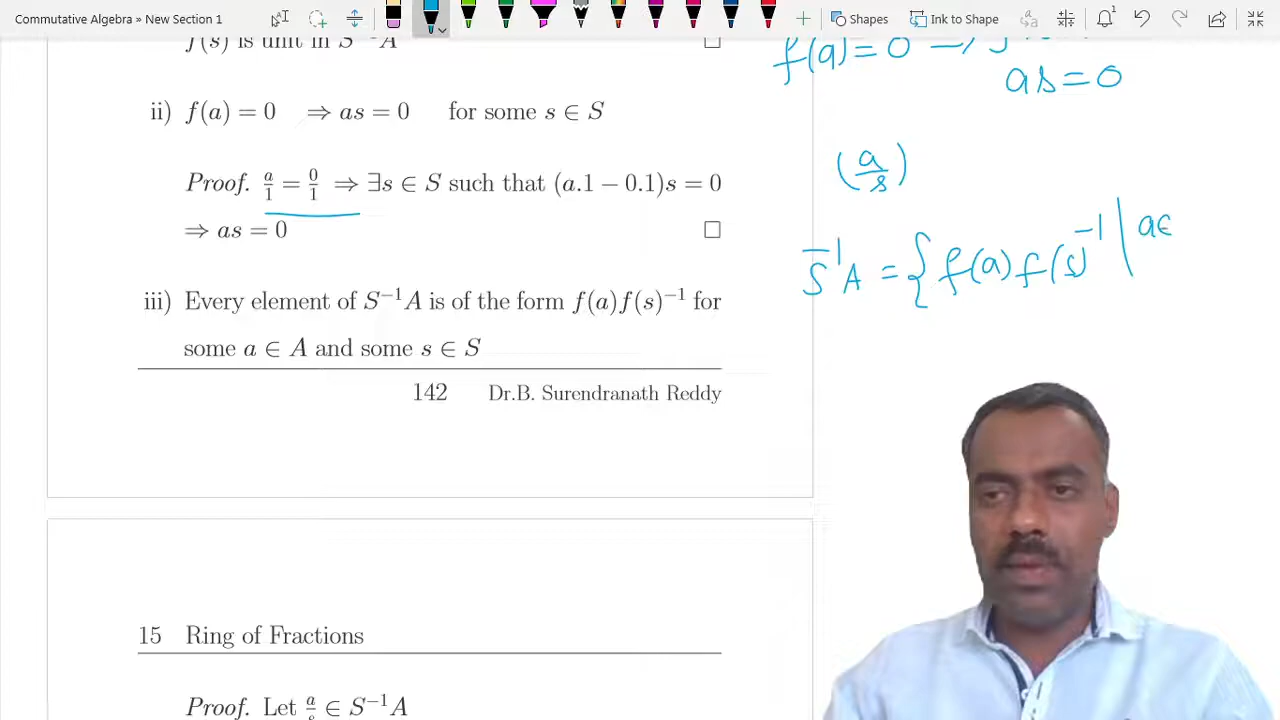 Commutative Algebra » New Section 1
Shapes
Ink to Shape
f(s) is unit in S⁻¹A □
ii) f(a) = 0 ⇒ as = 0 for some s ∈ S
Proof. a/1 = 0/1 ⇒ ∃s ∈ S such that (a.1 − 0.1)s = 0
⇒ as = 0 □
iii) Every element of S⁻¹A is of the form f(a)f(s)⁻¹ for
some a ∈ A and some s ∈ S
142 Dr.B. Surendranath Reddy
15 Ring of Fractions
Proof. Let a/s ∈ S⁻¹A
f(a) = 0
as = 0
(a/s)
S⁻¹A = { f(a) f(s)⁻¹ | a∈